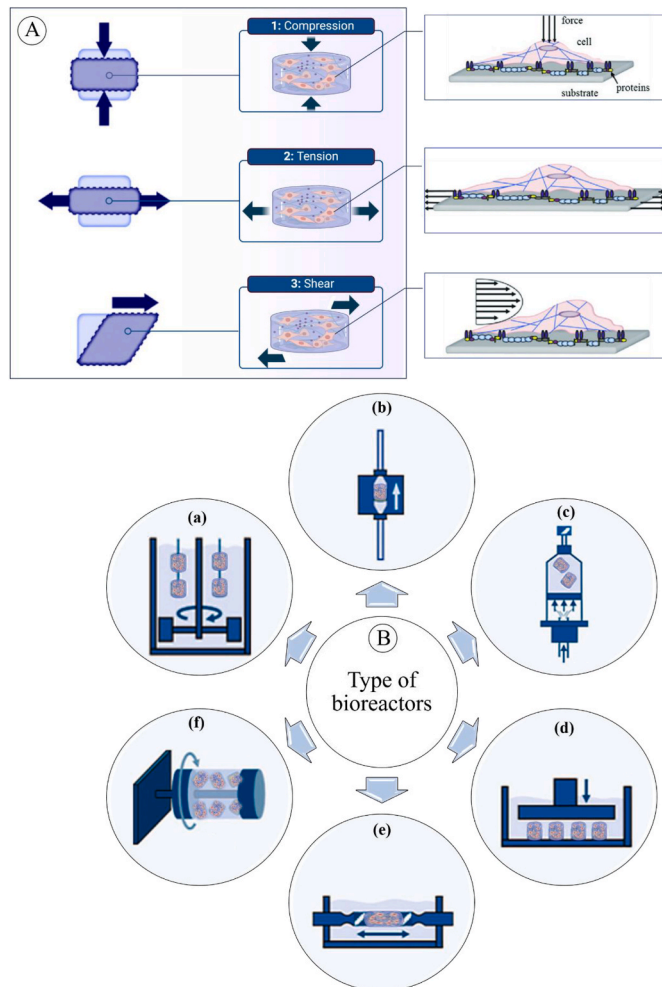 A
1: Compression
force
cell
proteins
substrate
2: Tension
3: Shear
(b)
(a)
(c)
B
Type of
bioreactors
(f)
(d)
(e)